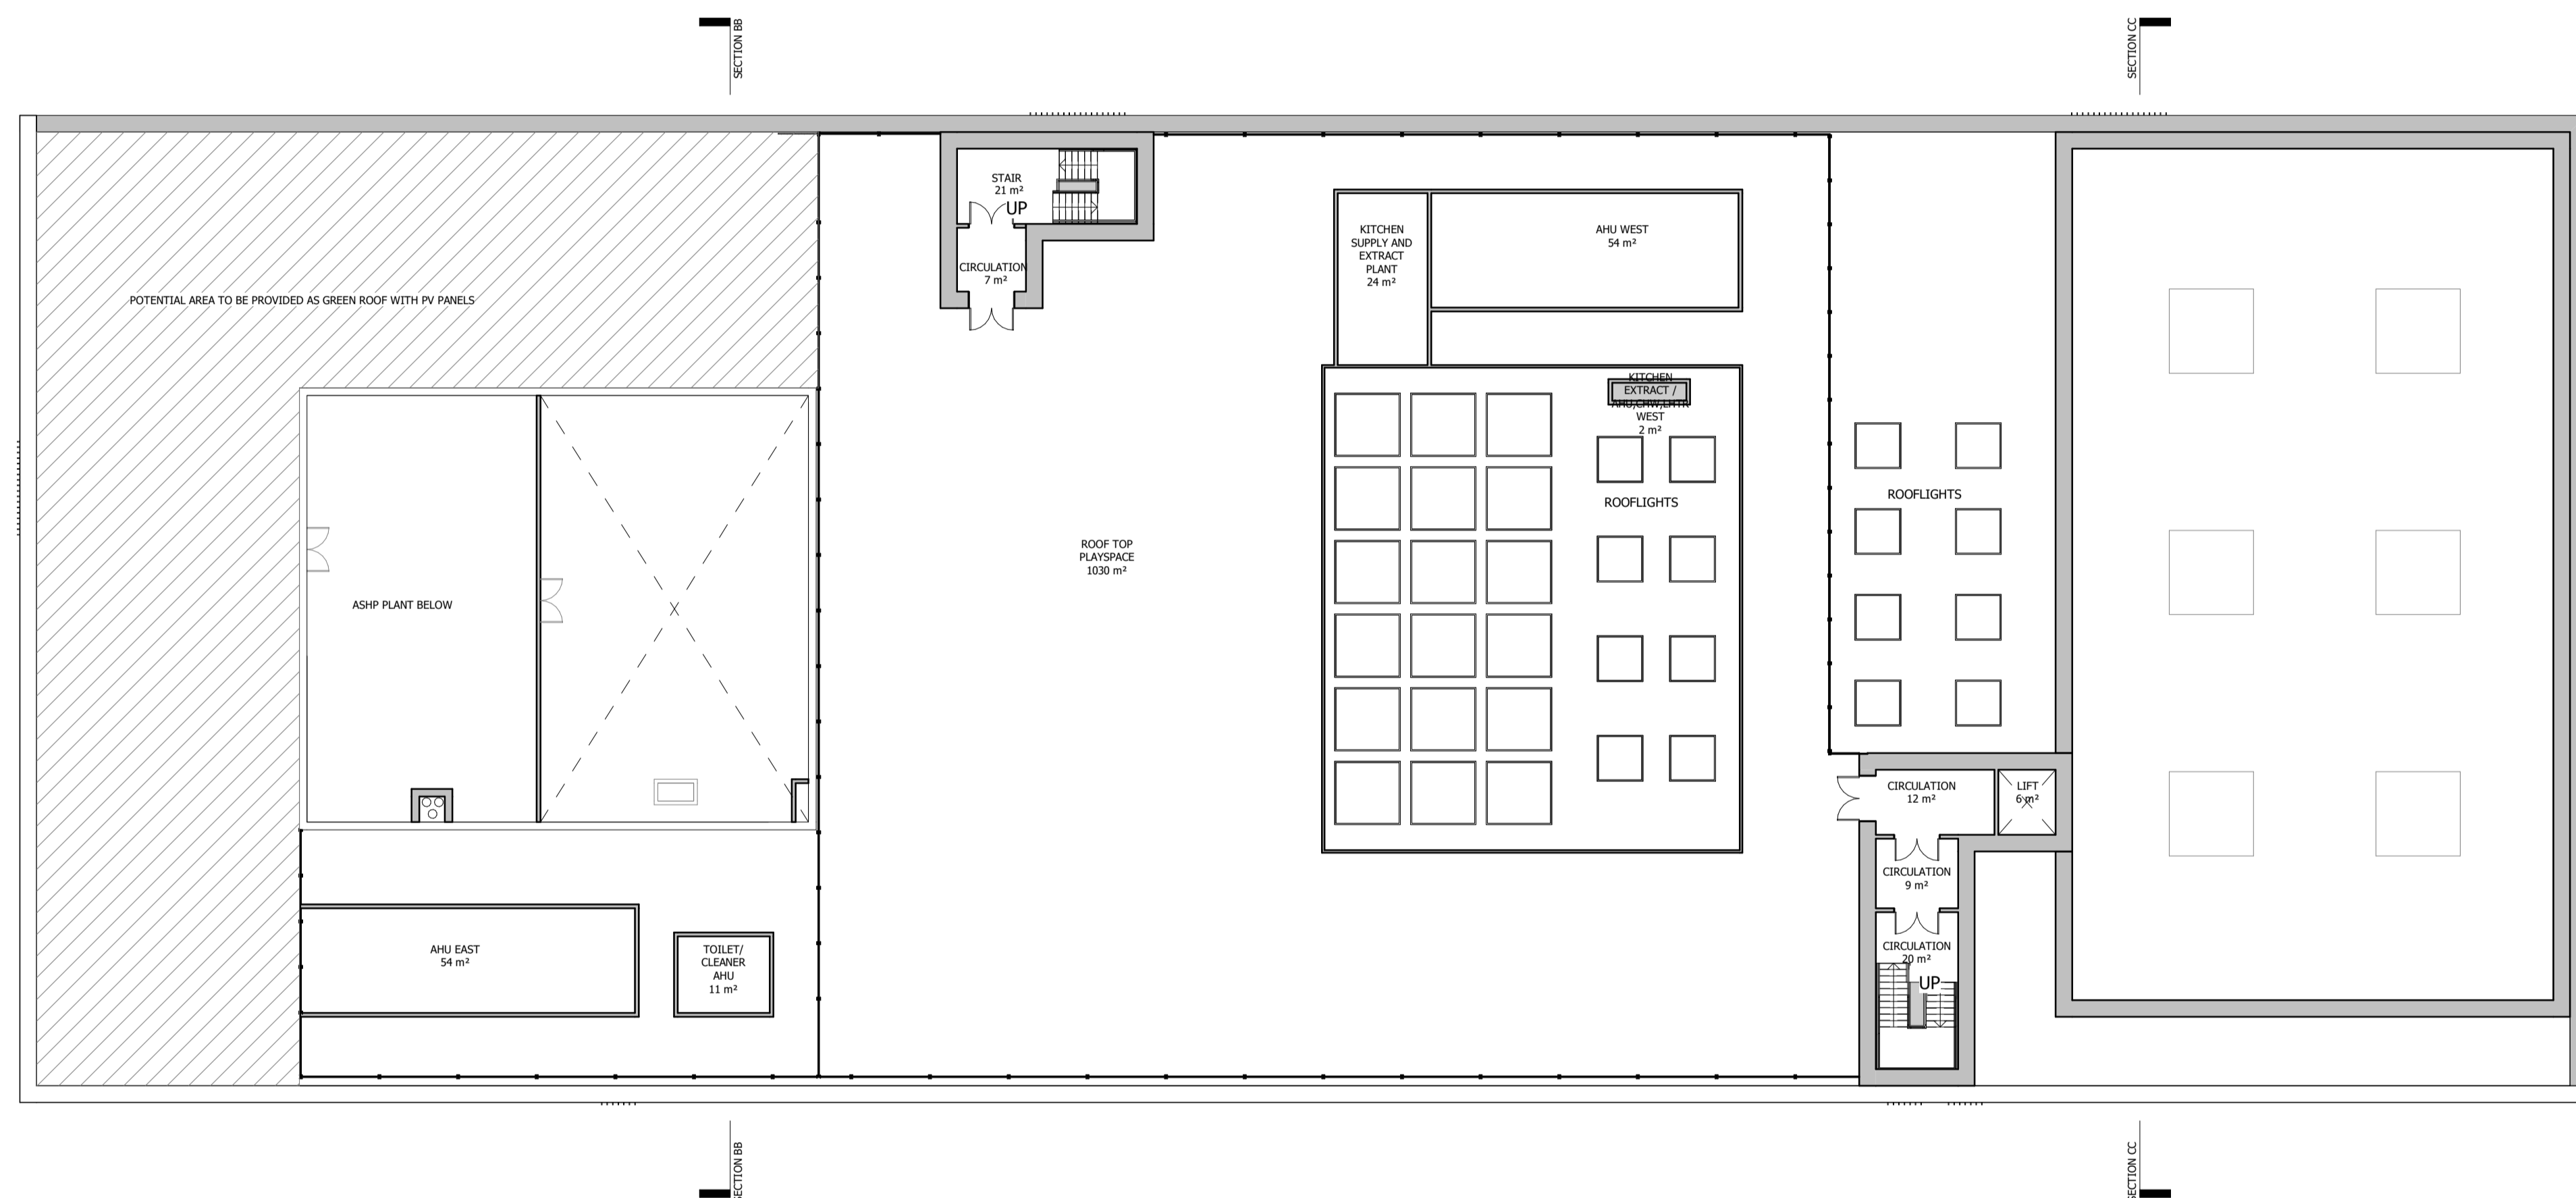 SECTION BB
SECTION CC
STAIR
21 m²
UP
CIRCULATION
7 m²
KITCHEN
SUPPLY AND
EXTRACT
PLANT
24 m²
AHU WEST
54 m²
POTENTIAL AREA TO BE PROVIDED AS GREEN ROOF WITH PV PANELS
KITCHEN
EXTRACT /
AHU,CHW,LHTR
WEST
2 m²
ROOFLIGHTS
ROOFLIGHTS
ROOF TOP
PLAYSPACE
1030 m²
ASHP PLANT BELOW
CIRCULATION
12 m²
LIFT
6 m²
CIRCULATION
9 m²
CIRCULATION
20 m²
UP
AHU EAST
54 m²
TOILET/
CLEANER
AHU
11 m²
SECTION BB
SECTION CC